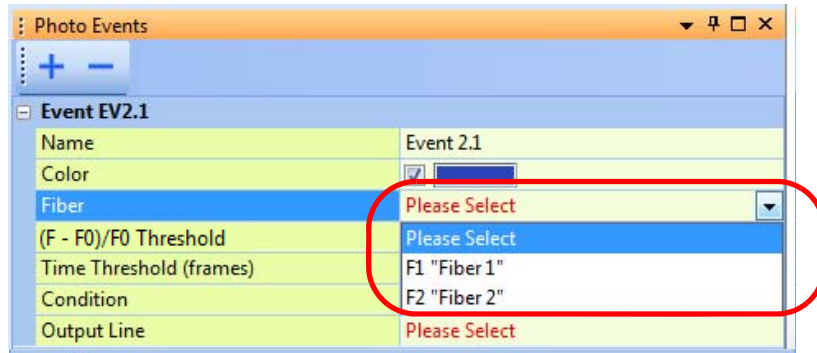 Photo Events
Event EV2.1
Name Event 2.1
Color
Fiber Please Select
(F - F0)/F0 Threshold Please Select
Time Threshold (frames) F1 "Fiber 1"
Condition F2 "Fiber 2"
Output Line Please Select